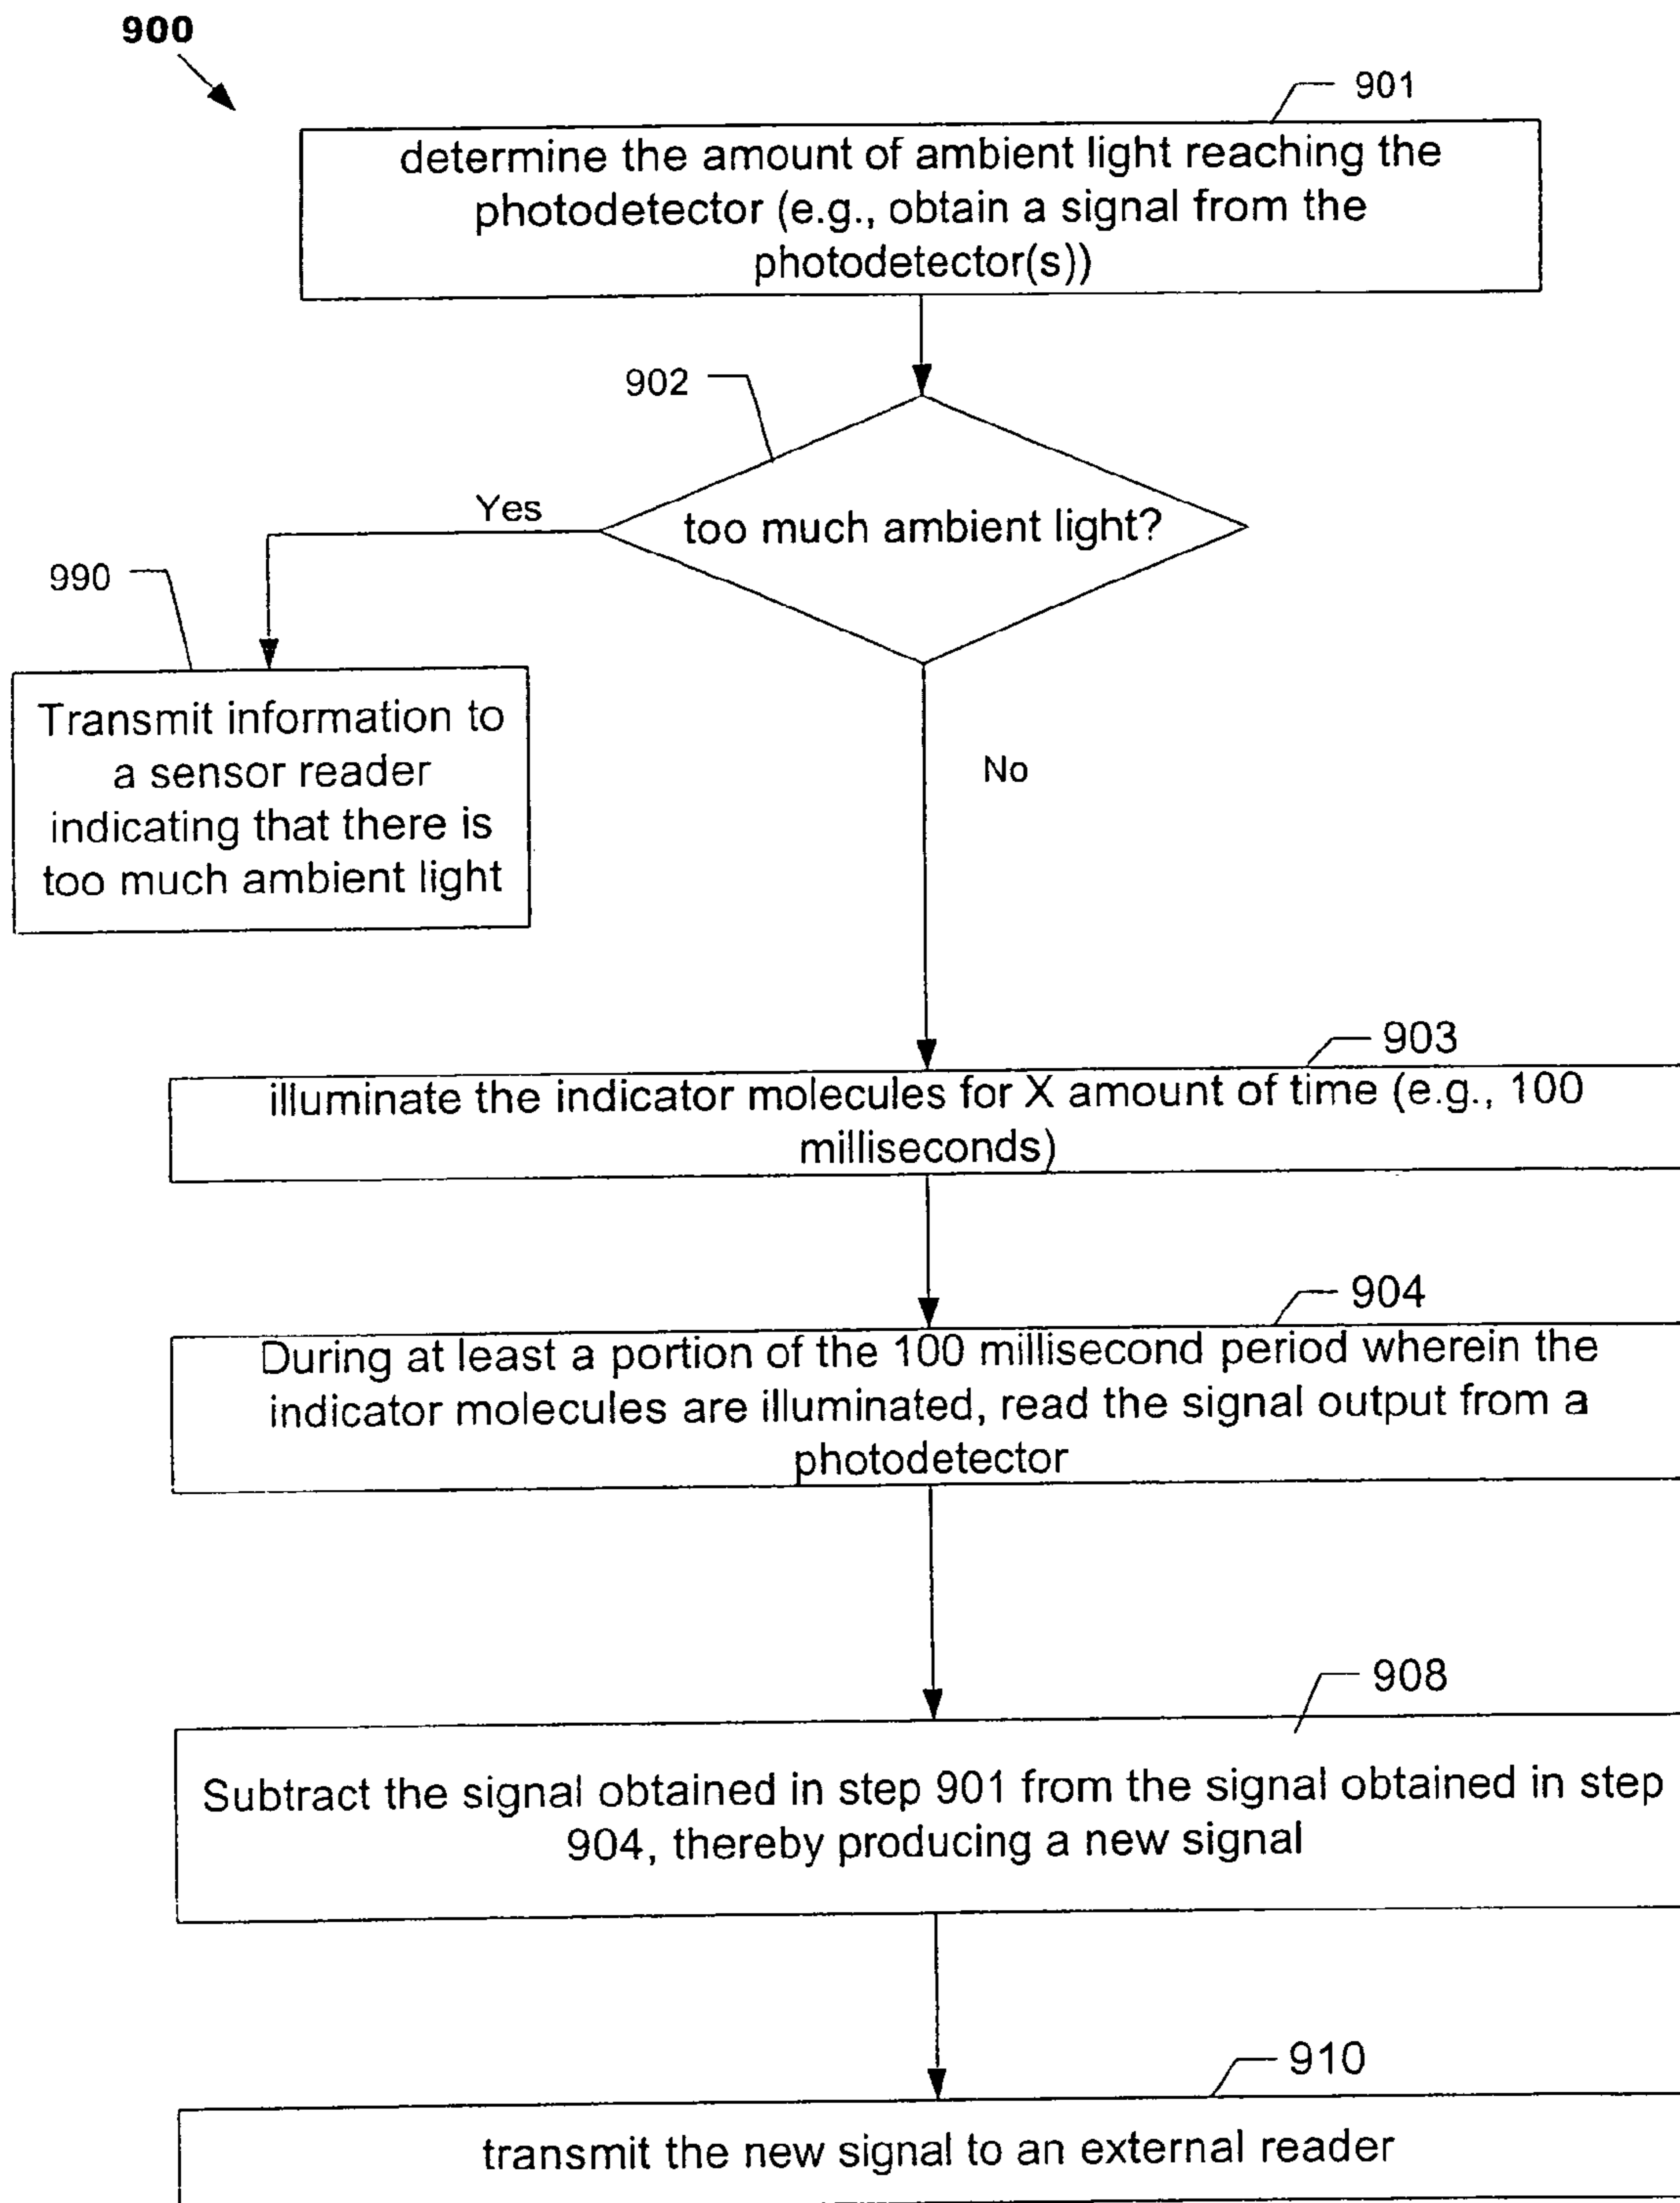 900
901
determine the amount of ambient light reaching the
photodetector (e.g., obtain a signal from the
photodetector(s))
902
too much ambient light?
Yes
990
Transmit information to
a sensor reader
indicating that there is
too much ambient light
No
903
illuminate the indicator molecules for X amount of time (e.g., 100
milliseconds)
904
During at least a portion of the 100 millisecond period wherein the
indicator molecules are illuminated, read the signal output from a
photodetector
908
Subtract the signal obtained in step 901 from the signal obtained in step
904, thereby producing a new signal
910
transmit the new signal to an external reader